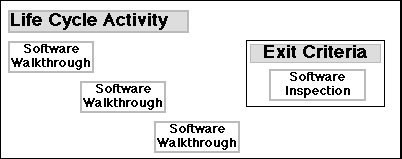 Life Cycle Activity
Software
Walkthrough
Software
Walkthrough
Software
Walkthrough
Exit Criteria
Software
Inspection